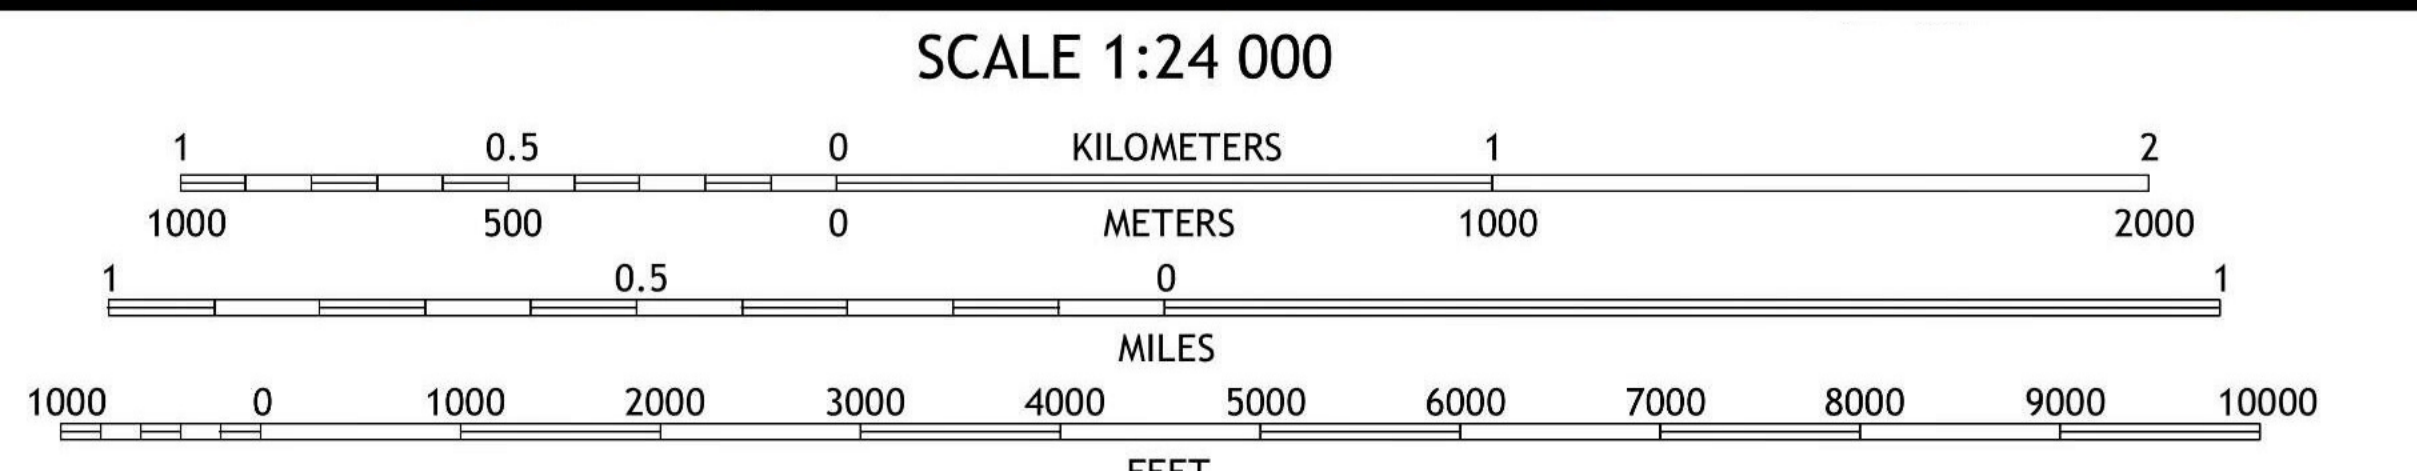 SCALE 1:24 000
1 0.5 0 KILOMETERS 1 2
1000 500 0 METERS 1000 2000
1 0.5 0 1
MILES
1000 0 1000 2000 3000 4000 5000 6000 7000 8000 9000 10000
FEET